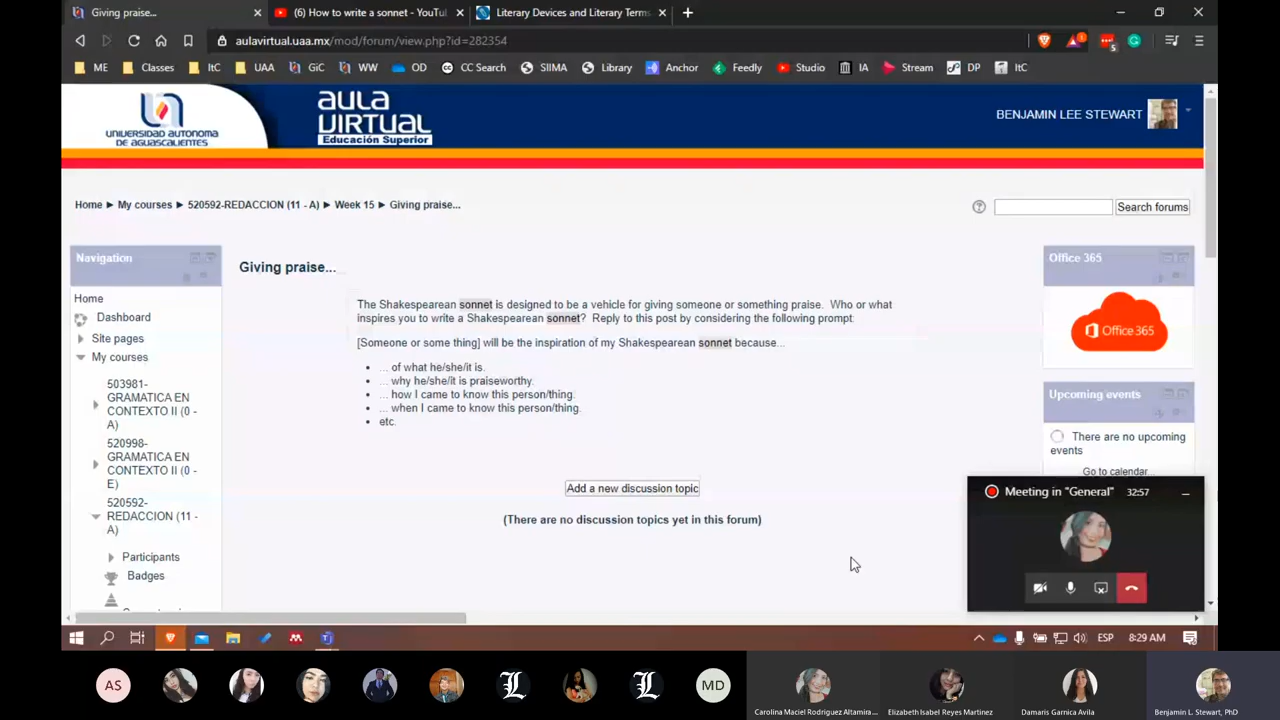 Giving praise...
(6) How to write a sonnet - YouTu
Literary Devices and Literary Terms
aulavirtual.uaa.mx/mod/forum/view.php?id=282354
ME
Classes
ItC
UAA
GiC
WW
OD
CC Search
SIIMA
Library
Anchor
Feedly
Studio
IA
Stream
DP
ItC
UNIVERSIDAD AUTONOMA
DE AGUASCALIENTES
AULA
VIRTUAL
Educación Superior
BENJAMIN LEE STEWART
Home ► My courses ► 520592-REDACCION (11 - A) ► Week 15 ► Giving praise...
Search forums
Navigation
Home
Dashboard
Site pages
My courses
503981-
GRAMATICA EN
CONTEXTO II (0 -
A)
520998-
GRAMATICA EN
CONTEXTO II (0 -
E)
520592-
REDACCION (11 -
A)
Participants
Badges
Giving praise...
The Shakespearean sonnet is designed to be a vehicle for giving someone or something praise. Who or what
inspires you to write a Shakespearean sonnet? Reply to this post by considering the following prompt:
[Someone or some thing] will be the inspiration of my Shakespearean sonnet because...
• ... of what he/she/it is.
• ... why he/she/it is praiseworthy.
• ... how I came to know this person/thing.
• ... when I came to know this person/thing.
• etc.
Add a new discussion topic
(There are no discussion topics yet in this forum)
Office 365
Office 365
Upcoming events
There are no upcoming
events
Go to calendar...
Meeting in "General" 32:57
ESP
8:29 AM
AS
L
L
MD
Carolina Maciel Rodriguez Altamira...
Elizabeth Isabel Reyes Martinez
Damaris Garnica Avila
Benjamin L. Stewart, PhD